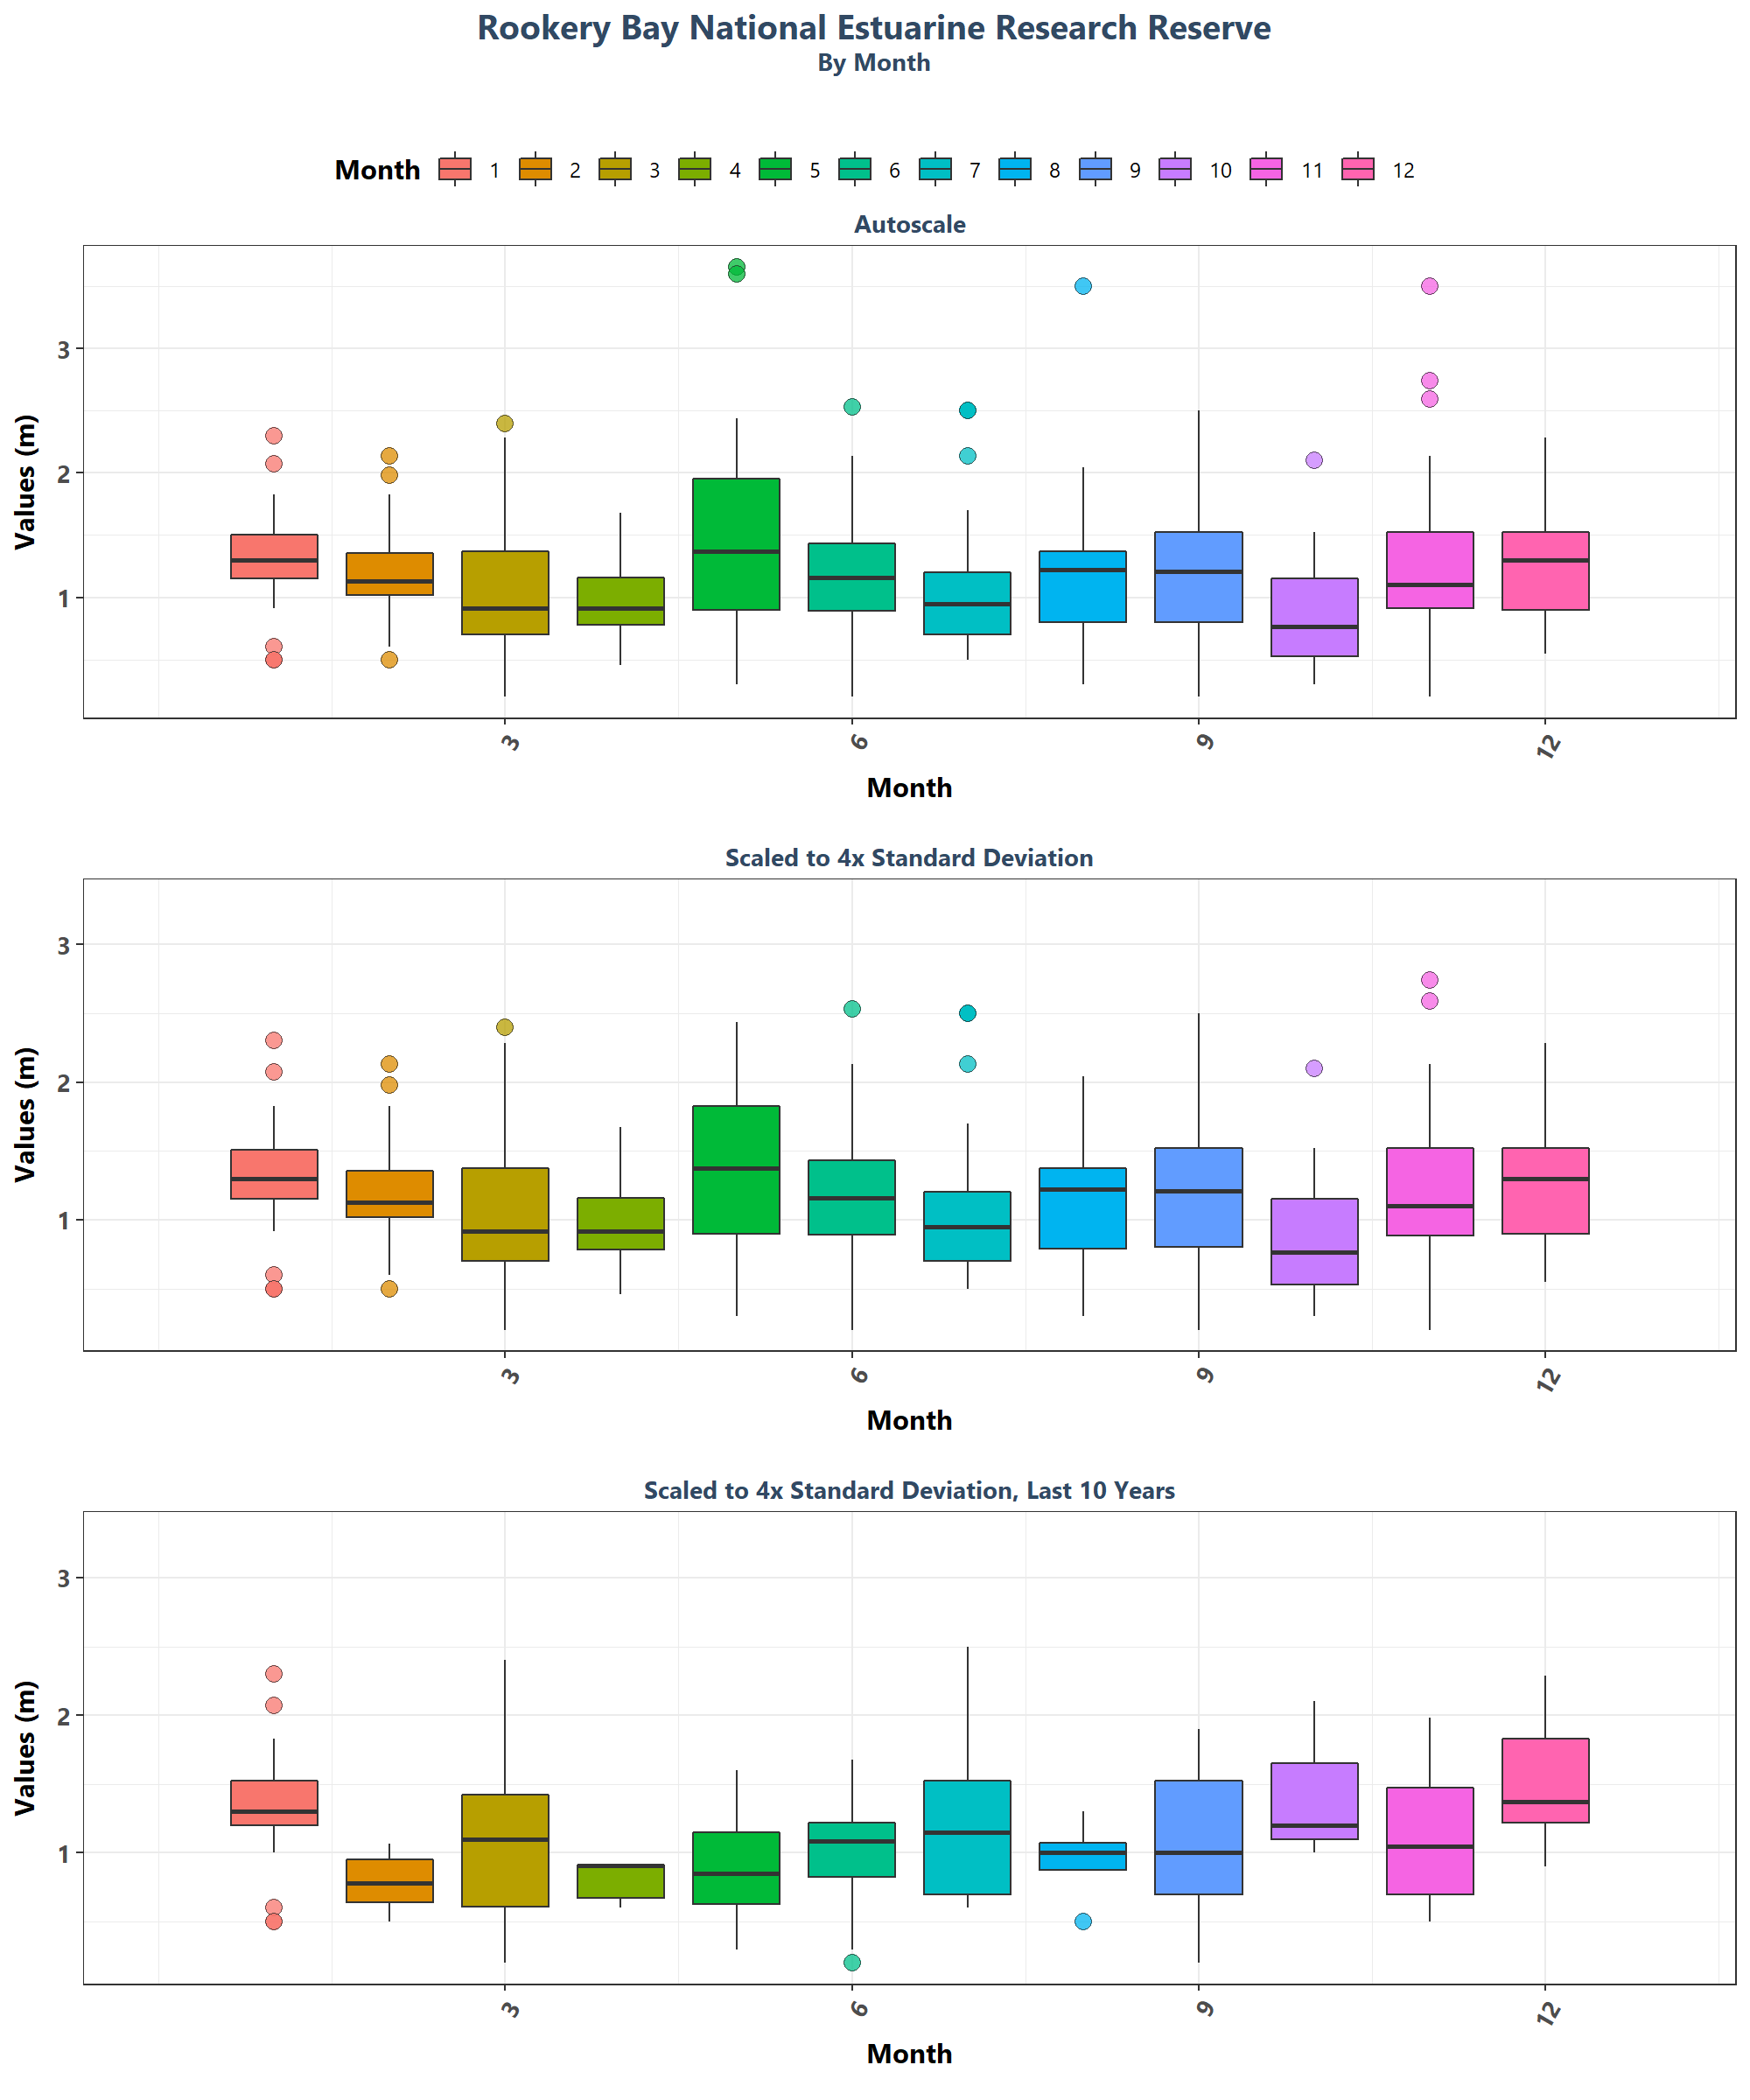 Rookery Bay National Estuarine Research Reserve
By Month
Month 1 2 3 4 5 6 7 8 9 10 11 12
Autoscale
Values (m)
3
2
1
3 6 9 12
Month
Scaled to 4x Standard Deviation
Values (m)
3
2
1
3 6 9 12
Month
Scaled to 4x Standard Deviation, Last 10 Years
Values (m)
3
2
1
3 6 9 12
Month